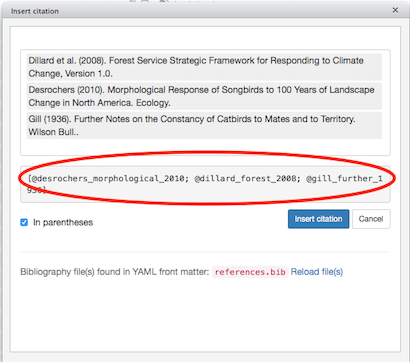 Insert citation
Dillard et al. (2008). Forest Service Strategic Framework for Responding to Climate
Change, Version 1.0.
Desrochers (2010). Morphological Response of Songbirds to 100 Years of Landscape
Change in North America. Ecology.
Gill (1936). Further Notes on the Constancy of Catbirds to Mates and to Territory.
Wilson Bull..
[@desrochers_morphological_2010; @dillard_forest_2008; @gill_further_1
936]
In parentheses
Insert citation
Cancel
Bibliography file(s) found in YAML front matter: references.bib Reload file(s)